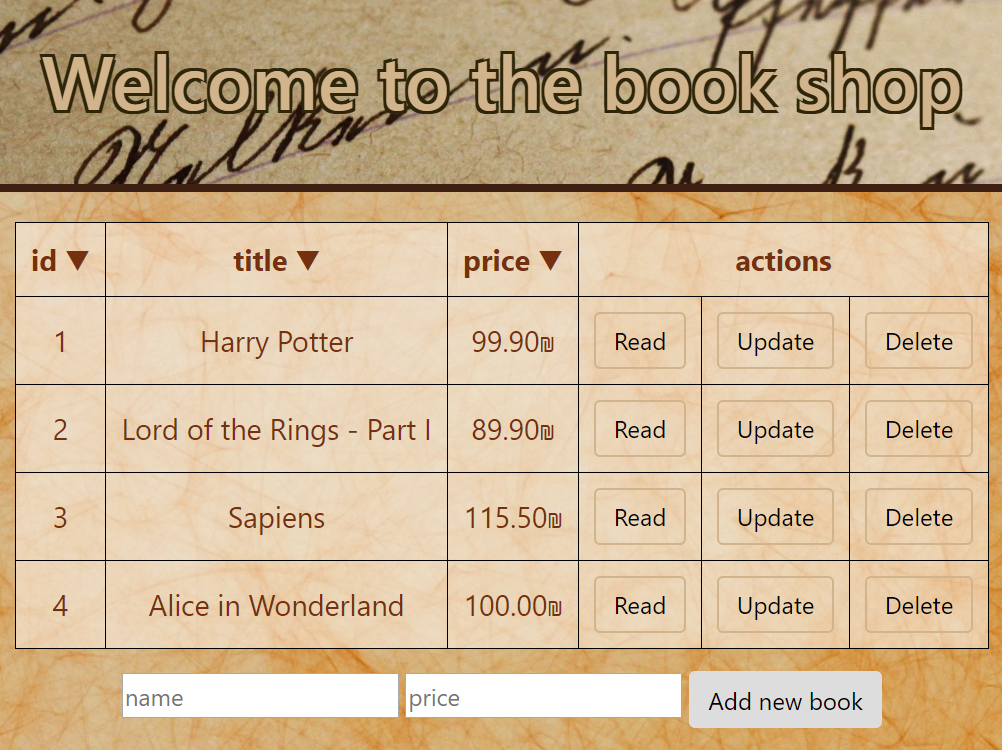 Welcome to the book shop
id ▼ title ▼ price ▼ actions
1 Harry Potter 99.90₪ Read Update Delete
2 Lord of the Rings - Part I 89.90₪ Read Update Delete
3 Sapiens 115.50₪ Read Update Delete
4 Alice in Wonderland 100.00₪ Read Update Delete
name price Add new book